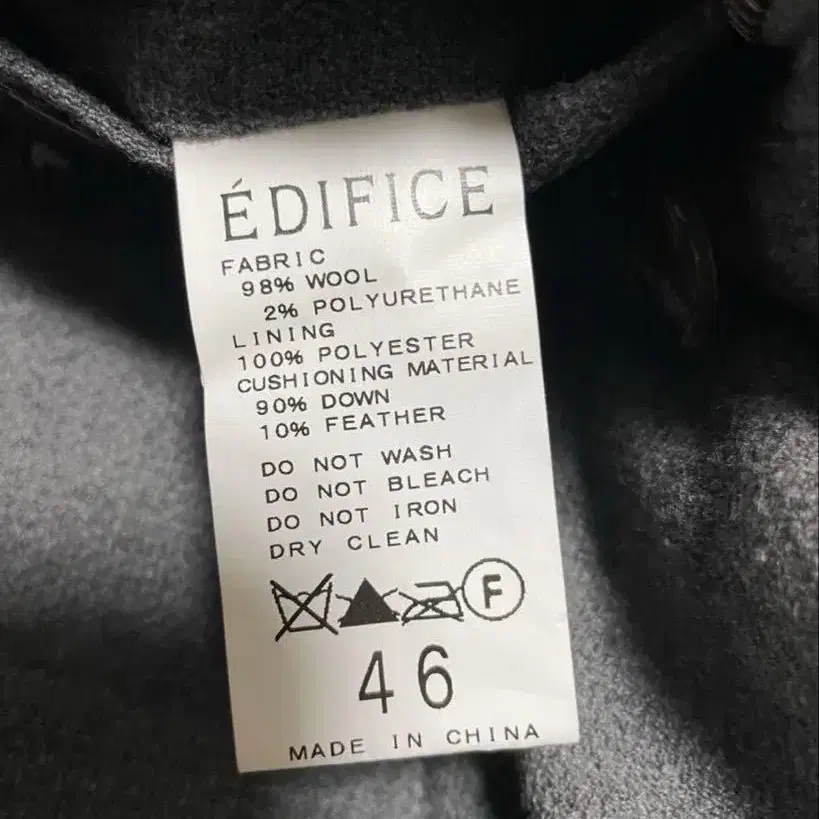 ÉDIFICE
FABRIC
98% WOOL
2% POLYURETHANE
LINING
100% POLYESTER
CUSHIONING MATERIAL
90% DOWN
10% FEATHER
DO NOT WASH
DO NOT BLEACH
DO NOT IRON
DRY CLEAN
F
46
MADE IN CHINA